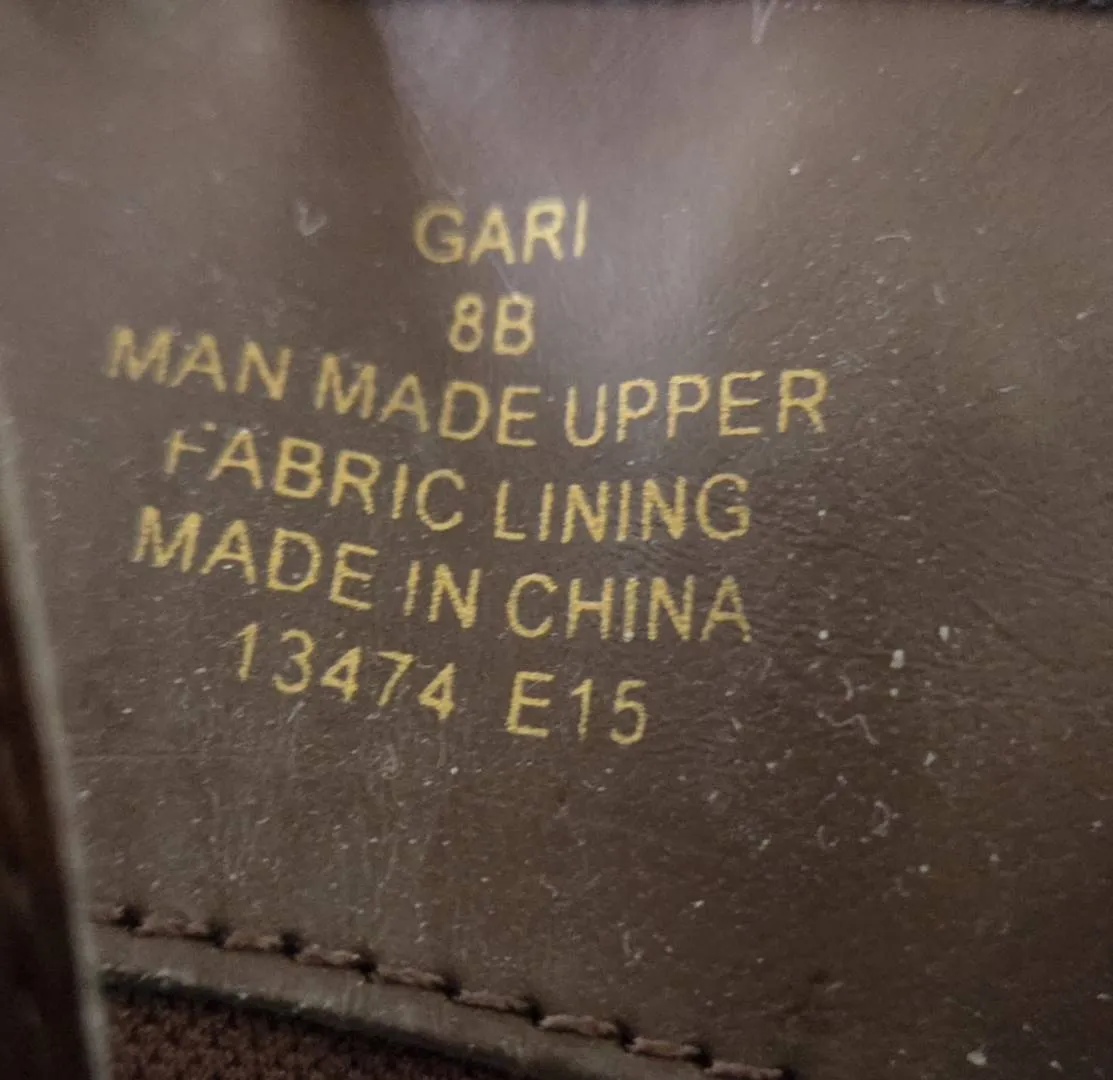 GARI
8B
MAN MADE UPPER
FABRIC LINING
MADE IN CHINA
13474 E15